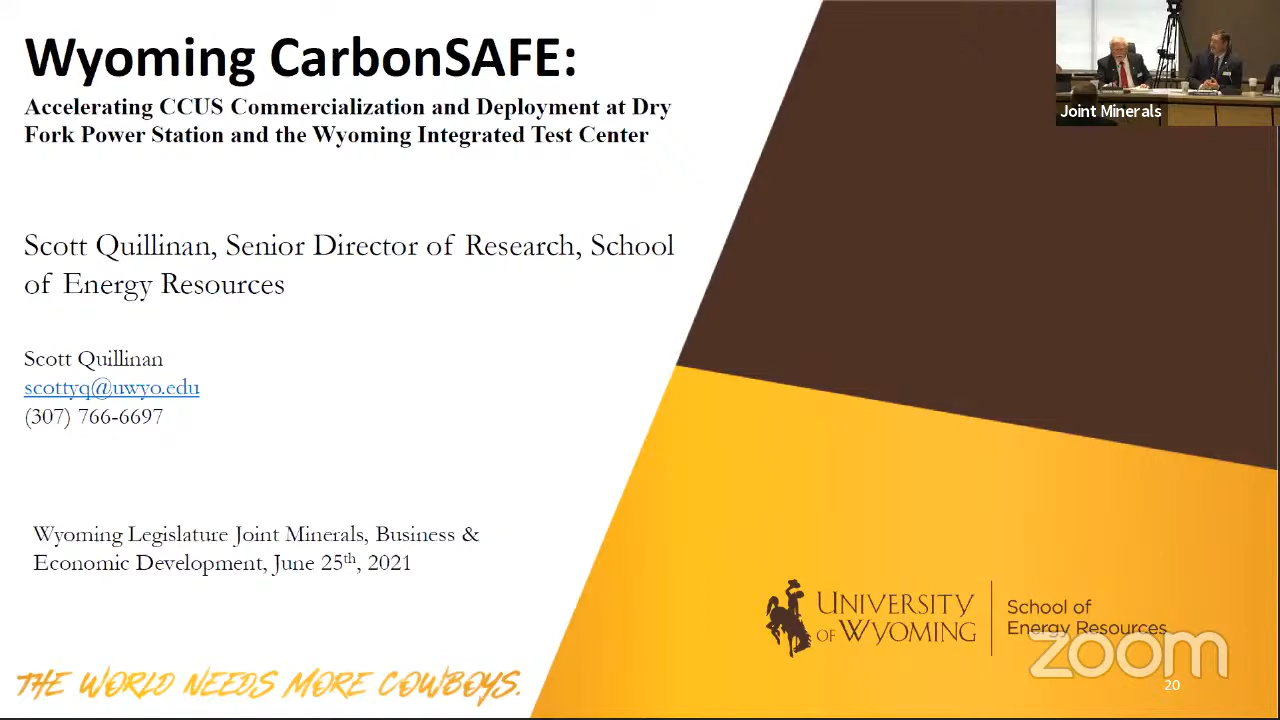 Wyoming CarbonSAFE:
Accelerating CCUS Commercialization and Deployment at Dry
Fork Power Station and the Wyoming Integrated Test Center
Joint Minerals
Scott Quillinan, Senior Director of Research, School
of Energy Resources
Scott Quillinan
scottyq@uwyo.edu
(307) 766-6697
Wyoming Legislature Joint Minerals, Business &
Economic Development, June 25th, 2021
UNIVERSITY
OF WYOMING
School of
Energy Resources
zoom
THE WORLD NEEDS MORE COWBOYS.
20